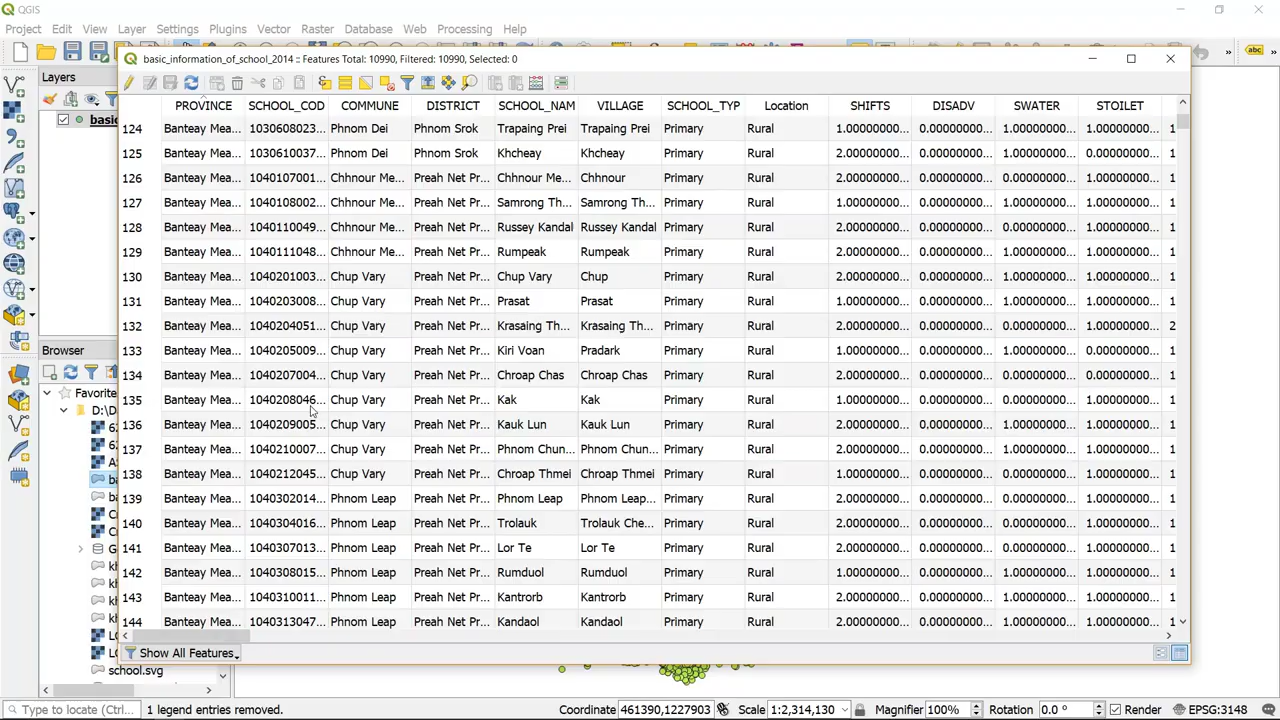 QGIS
Project Edit View Layer Settings Plugins Vector Raster Database Web Processing Help
basic_information_of_school_2014 :: Features Total: 10990, Filtered: 10990, Selected: 0
Layers
PROVINCE SCHOOL_COD COMMUNE DISTRICT SCHOOL_NAM VILLAGE SCHOOL_TYP Location SHIFTS DISADV SWATER STOILET
basic
124 Banteay Mea... 1030608023... Phnom Dei Phnom Srok Trapaing Prei Trapaing Prei Primary Rural 1.00000000... 0.00000000... 1.00000000... 1.00000000... 1
125 Banteay Mea... 1030610037... Phnom Dei Phnom Srok Khcheay Khcheay Primary Rural 2.00000000... 0.00000000... 1.00000000... 0.00000000... 1
126 Banteay Mea... 1040107001... Chhnour Me... Preah Net Pr... Chhnour Me... Chhnour Primary Rural 2.00000000... 0.00000000... 1.00000000... 1.00000000... 1
127 Banteay Mea... 1040108002... Chhnour Me... Preah Net Pr... Samrong Th... Samrong Th... Primary Rural 1.00000000... 0.00000000... 1.00000000... 1.00000000... 1
128 Banteay Mea... 1040110049... Chhnour Me... Preah Net Pr... Russey Kandal Russey Kandal Primary Rural 2.00000000... 0.00000000... 1.00000000... 1.00000000... 1
129 Banteay Mea... 1040111048... Chhnour Me... Preah Net Pr... Rumpeak Rumpeak Primary Rural 2.00000000... 0.00000000... 1.00000000... 1.00000000... 1
130 Banteay Mea... 1040201003... Chup Vary Preah Net Pr... Chup Vary Chup Primary Rural 2.00000000... 0.00000000... 0.00000000... 1.00000000... 1
131 Banteay Mea... 1040203008... Chup Vary Preah Net Pr... Prasat Prasat Primary Rural 1.00000000... 0.00000000... 0.00000000... 1.00000000... 1
132 Banteay Mea... 1040204051... Chup Vary Preah Net Pr... Krasaing Th... Krasaing Th... Primary Rural 2.00000000... 0.00000000... 0.00000000... 1.00000000... 2
133 Banteay Mea... 1040205009... Chup Vary Preah Net Pr... Kiri Voan Pradark Primary Rural 1.00000000... 0.00000000... 0.00000000... 0.00000000... 1
134 Banteay Mea... 1040207004... Chup Vary Preah Net Pr... Chroap Chas Chroap Chas Primary Rural 2.00000000... 0.00000000... 0.00000000... 1.00000000... 1
135 Banteay Mea... 1040208046... Chup Vary Preah Net Pr... Kak Kak Primary Rural 1.00000000... 0.00000000... 0.00000000... 1.00000000... 1
136 Banteay Mea... 1040209005... Chup Vary Preah Net Pr... Kauk Lun Kauk Lun Primary Rural 2.00000000... 0.00000000... 0.00000000... 1.00000000... 1
137 Banteay Mea... 1040210007... Chup Vary Preah Net Pr... Phnom Chun... Phnom Chun... Primary Rural 2.00000000... 0.00000000... 1.00000000... 1.00000000... 1
138 Banteay Mea... 1040212045... Chup Vary Preah Net Pr... Chroap Thmei Chroap Thmei Primary Rural 1.00000000... 0.00000000... 0.00000000... 1.00000000... 1
139 Banteay Mea... 1040302014... Phnom Leap Preah Net Pr... Phnom Leap Phnom Leap... Primary Rural 2.00000000... 0.00000000... 1.00000000... 1.00000000... 1
140 Banteay Mea... 1040304016... Phnom Leap Preah Net Pr... Trolauk Trolauk Che... Primary Rural 2.00000000... 0.00000000... 1.00000000... 1.00000000... 1
141 Banteay Mea... 1040307013... Phnom Leap Preah Net Pr... Lor Te Lor Te Primary Rural 2.00000000... 0.00000000... 1.00000000... 1.00000000... 1
142 Banteay Mea... 1040308015... Phnom Leap Preah Net Pr... Rumduol Rumduol Primary Rural 1.00000000... 0.00000000... 1.00000000... 1.00000000... 1
143 Banteay Mea... 1040310011... Phnom Leap Preah Net Pr... Kantrorb Kantrorb Primary Rural 2.00000000... 0.00000000... 1.00000000... 1.00000000... 1
144 Banteay Mea... 1040313047... Phnom Leap Preah Net Pr... Kandaol Kandaol Primary Rural 1.00000000... 0.00000000... 1.00000000... 1.00000000... 1
Browser
Favorite
D:\D
school.svg
Show All Features
Type to locate (Ctrl... 1 legend entries removed. Coordinate 461390,1227903 Scale 1:2,314,130 Magnifier 100% Rotation 0.0 ° Render EPSG:3148